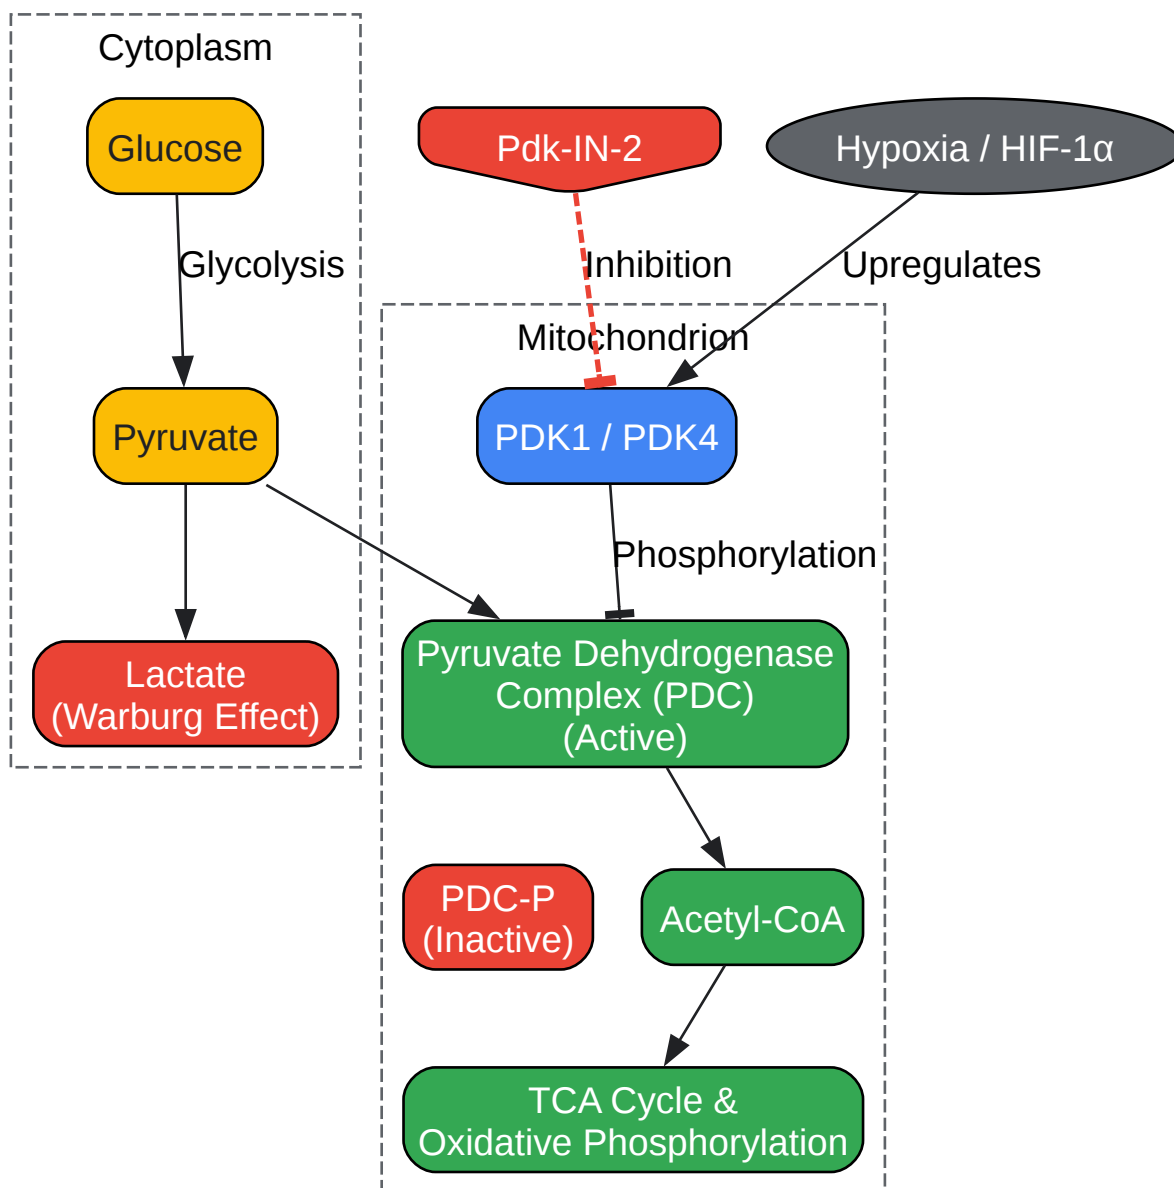 Cytoplasm
Glucose
Pdk-IN-2
Hypoxia / HIF-1α
Glycolysis
Inhibition
Upregulates
Mitochondrion
Pyruvate
PDK1 / PDK4
Phosphorylation
Lactate
(Warburg Effect)
Pyruvate Dehydrogenase
Complex (PDC)
(Active)
PDC-P
(Inactive)
Acetyl-CoA
TCA Cycle &
Oxidative Phosphorylation